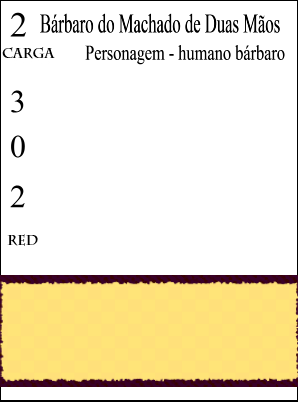 2 Bárbaro do Machado de Duas Mãos
CARGA Personagem - humano bárbaro
3
0
2
RED